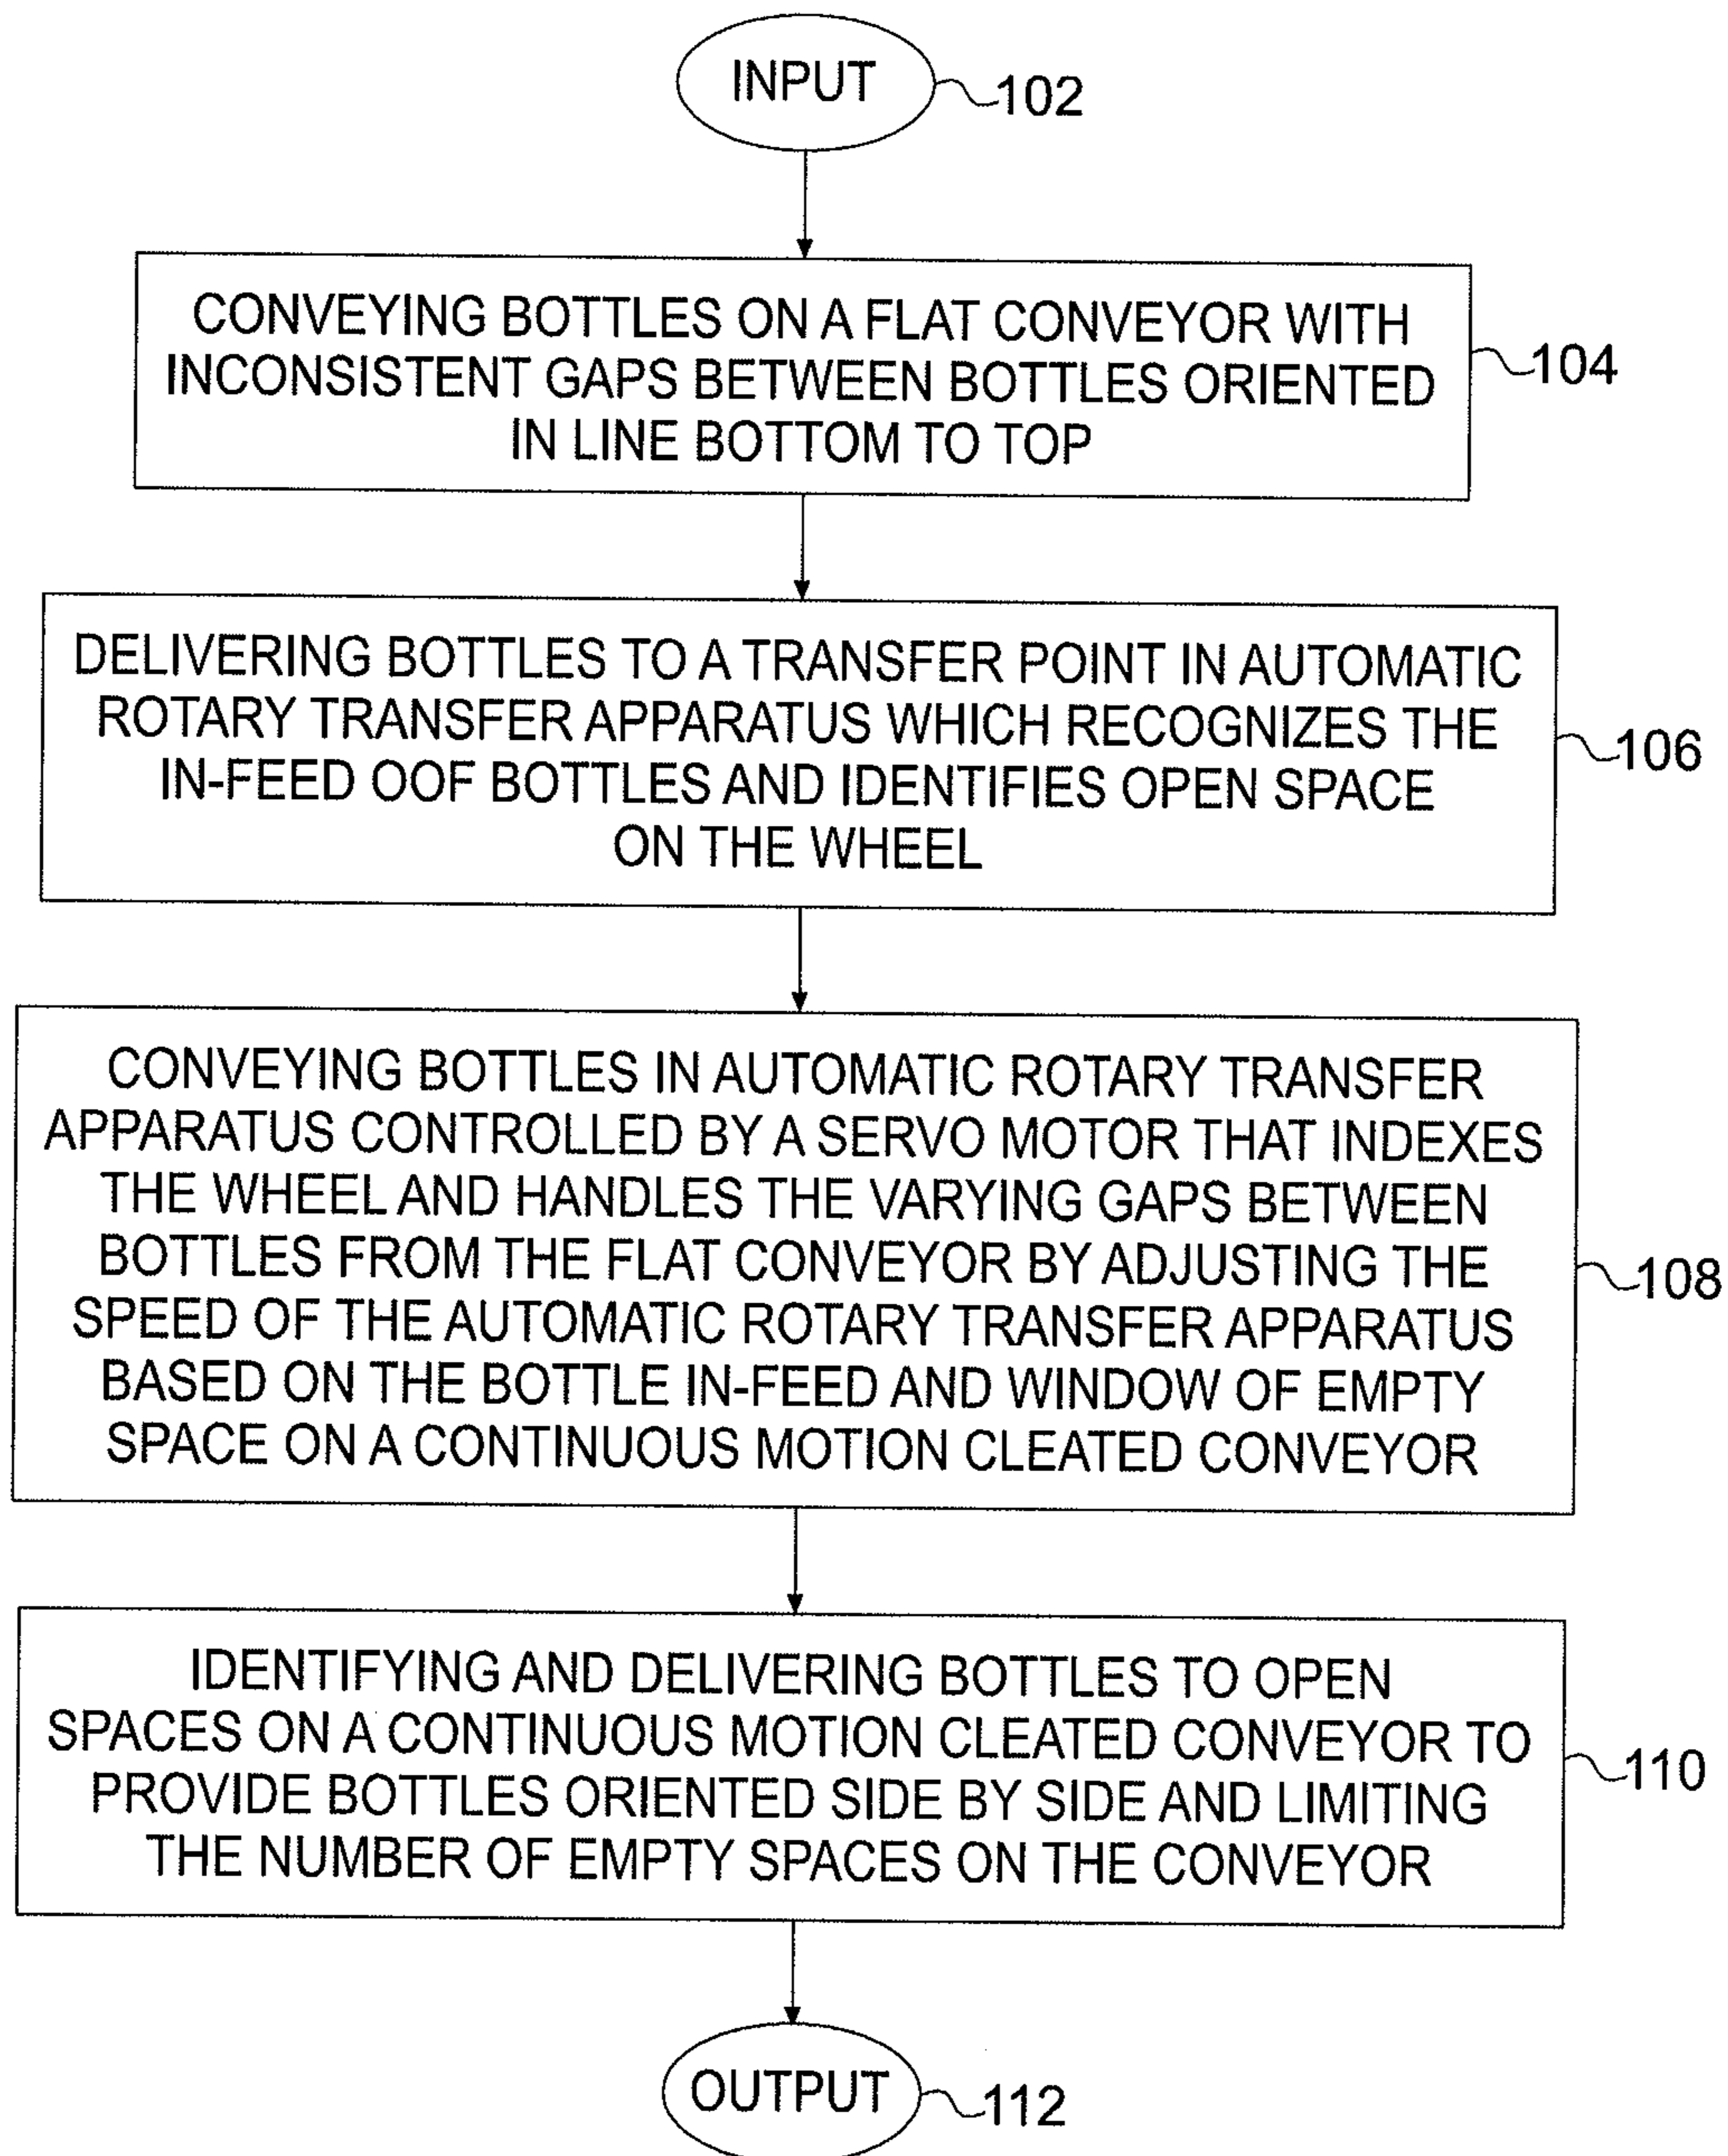 INPUT
102
CONVEYING BOTTLES ON A FLAT CONVEYOR WITH
INCONSISTENT GAPS BETWEEN BOTTLES ORIENTED
IN LINE BOTTOM TO TOP
104
DELIVERING BOTTLES TO A TRANSFER POINT IN AUTOMATIC
ROTARY TRANSFER APPARATUS WHICH RECOGNIZES THE
IN-FEED OOF BOTTLES AND IDENTIFIES OPEN SPACE
ON THE WHEEL
106
CONVEYING BOTTLES IN AUTOMATIC ROTARY TRANSFER
APPARATUS CONTROLLED BY A SERVO MOTOR THAT INDEXES
THE WHEEL AND HANDLES THE VARYING GAPS BETWEEN
BOTTLES FROM THE FLAT CONVEYOR BY ADJUSTING THE
SPEED OF THE AUTOMATIC ROTARY TRANSFER APPARATUS
BASED ON THE BOTTLE IN-FEED AND WINDOW OF EMPTY
SPACE ON A CONTINUOUS MOTION CLEATED CONVEYOR
108
IDENTIFYING AND DELIVERING BOTTLES TO OPEN
SPACES ON A CONTINUOUS MOTION CLEATED CONVEYOR TO
PROVIDE BOTTLES ORIENTED SIDE BY SIDE AND LIMITING
THE NUMBER OF EMPTY SPACES ON THE CONVEYOR
110
OUTPUT
112